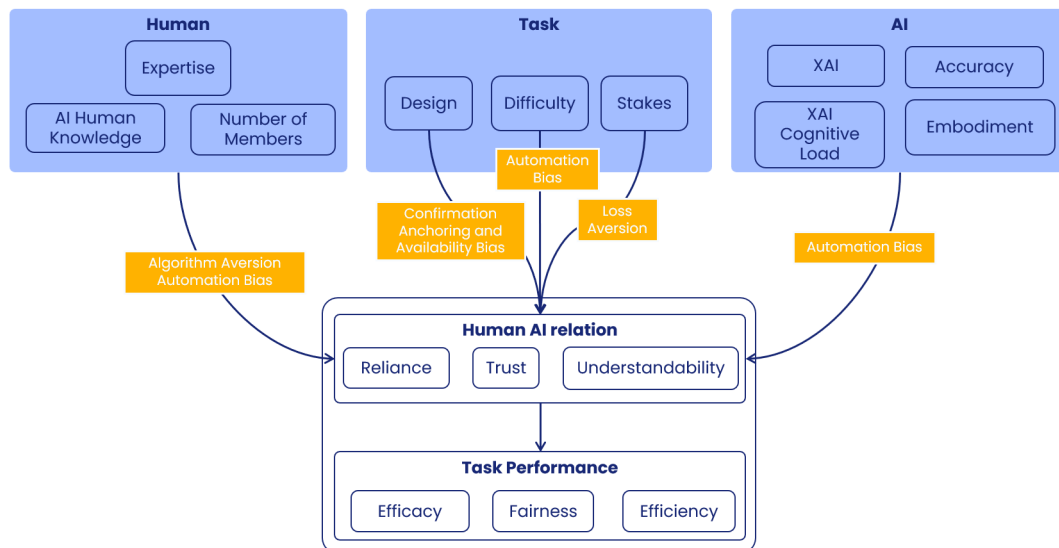 Human
Expertise
AI Human
Knowledge
Number of
Members
Task
Design
Difficulty
Stakes
AI
XAI
Accuracy
XAI
Cognitive
Load
Embodiment
Automation
Bias
Confirmation
Anchoring and
Availability Bias
Loss
Aversion
Algorithm Aversion
Automation Bias
Automation Bias
Human AI relation
Reliance
Trust
Understandability
Task Performance
Efficacy
Fairness
Efficiency